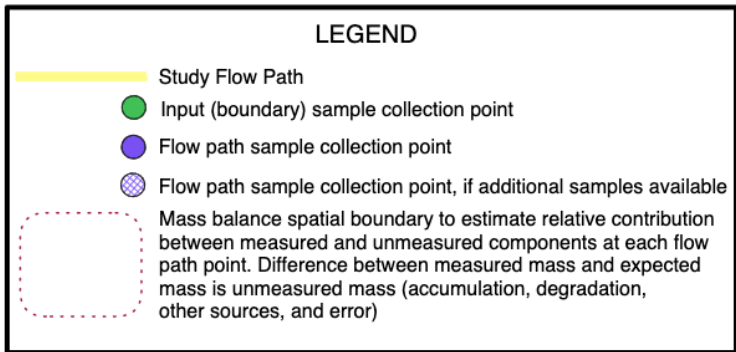 LEGEND
Study Flow Path
Input (boundary) sample collection point
Flow path sample collection point
Flow path sample collection point, if additional samples available
Mass balance spatial boundary to estimate relative contribution
between measured and unmeasured components at each flow
path point. Difference between measured mass and expected
mass is unmeasured mass (accumulation, degradation,
other sources, and error)